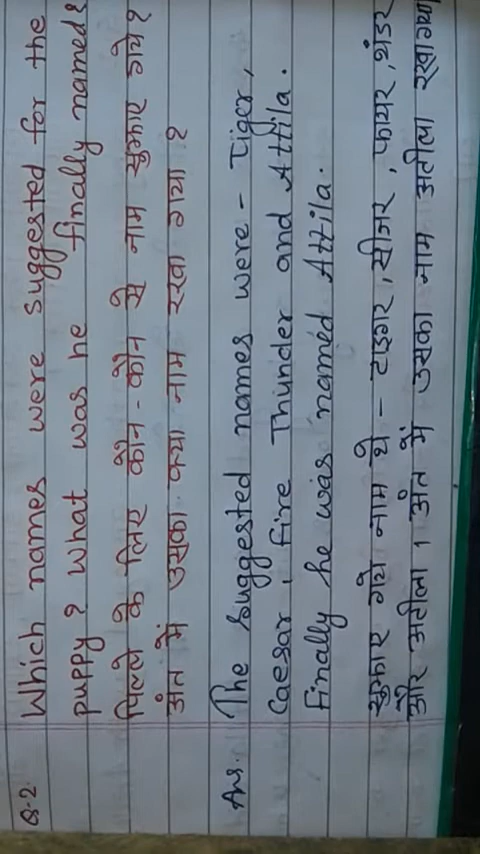 Q-2. Which names were suggested for the
puppy? What was he finally named?
पिल्ले के लिए कौन-कौन से नाम सुझाए गये?
अंत में उसका क्या नाम रखा गया?
Ans. The suggested names were - Tiger,
Caesar, Fire Thunder and Attila.
Finally he was named Attila.
सुझाए गये नाम थे - टाइगर, सीजर, फायर, थंडर
और अटीला। अंत में उसका नाम अटीला रखा गया